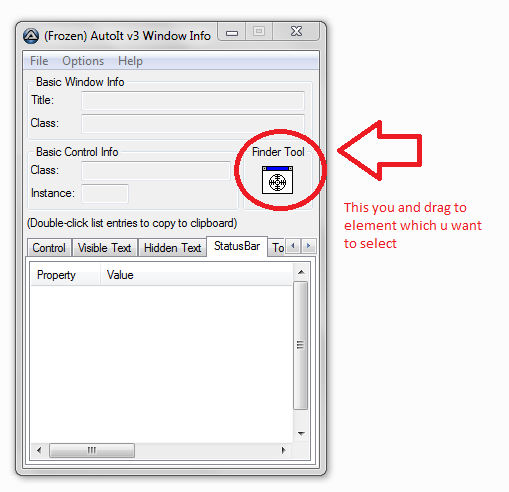 (Frozen) AutoIt v3 Window Info
File Options Help
Basic Window Info
Title:
Class:
Basic Control Info
Finder Tool
Class:
Instance:
(Double-click list entries to copy to clipboard)
Control Visible Text Hidden Text StatusBar To
Property Value
This you and drag to
element which u want
to select